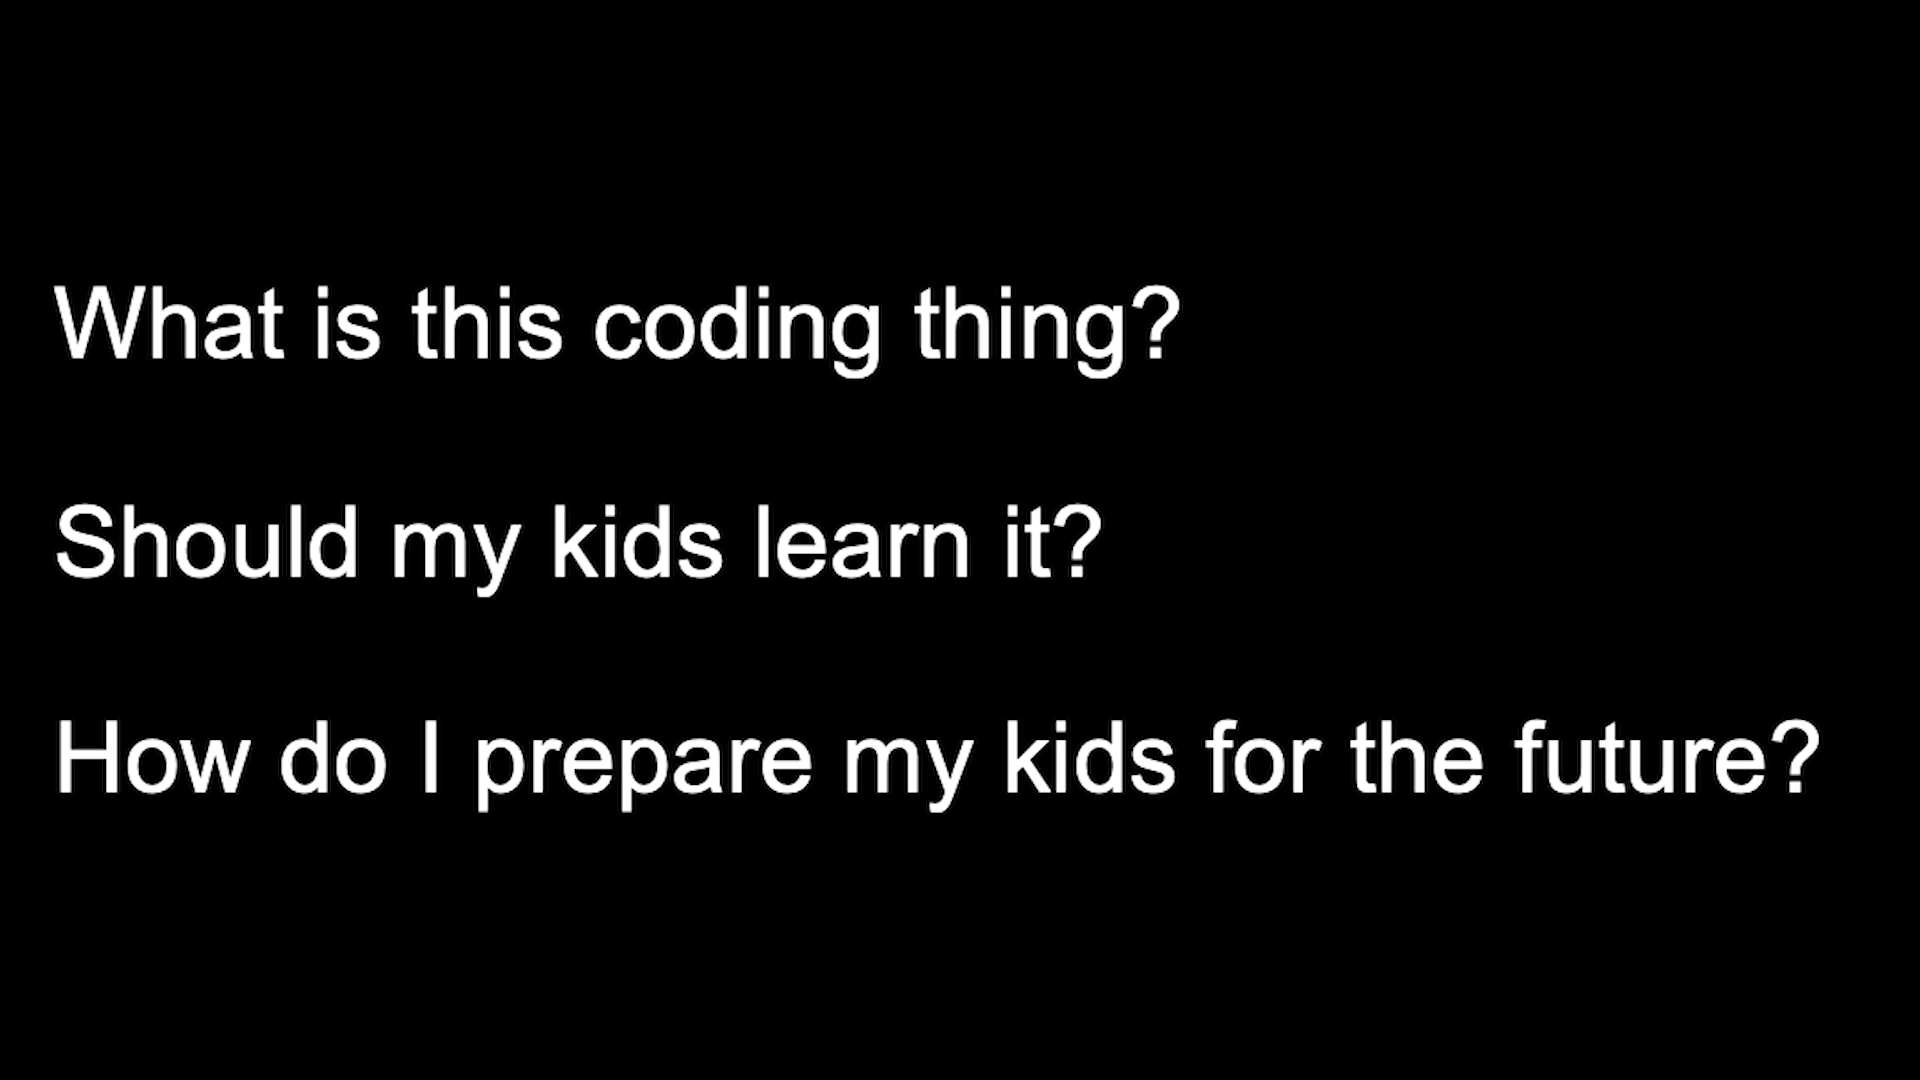 What is this coding thing?
Should my kids learn it?
How do I prepare my kids for the future?